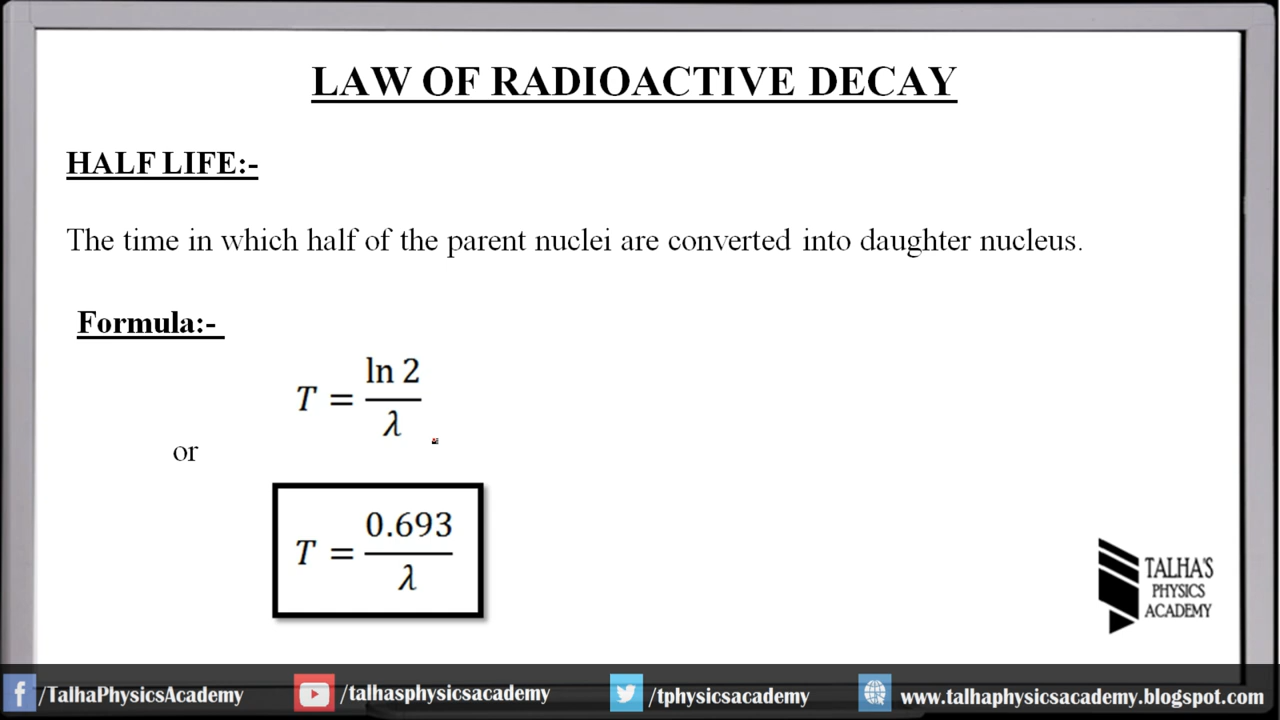 LAW OF RADIOACTIVE DECAY
HALF LIFE:-
The time in which half of the parent nuclei are converted into daughter nucleus.
Formula:-
T = ln 2 / λ
or
T = 0.693 / λ
TALHA'S
PHYSICS
ACADEMY
/TalhaPhysicsAcademy /talhasphysicsacademy /tphysicsacademy www.talhaphysicsacademy.blogspot.com